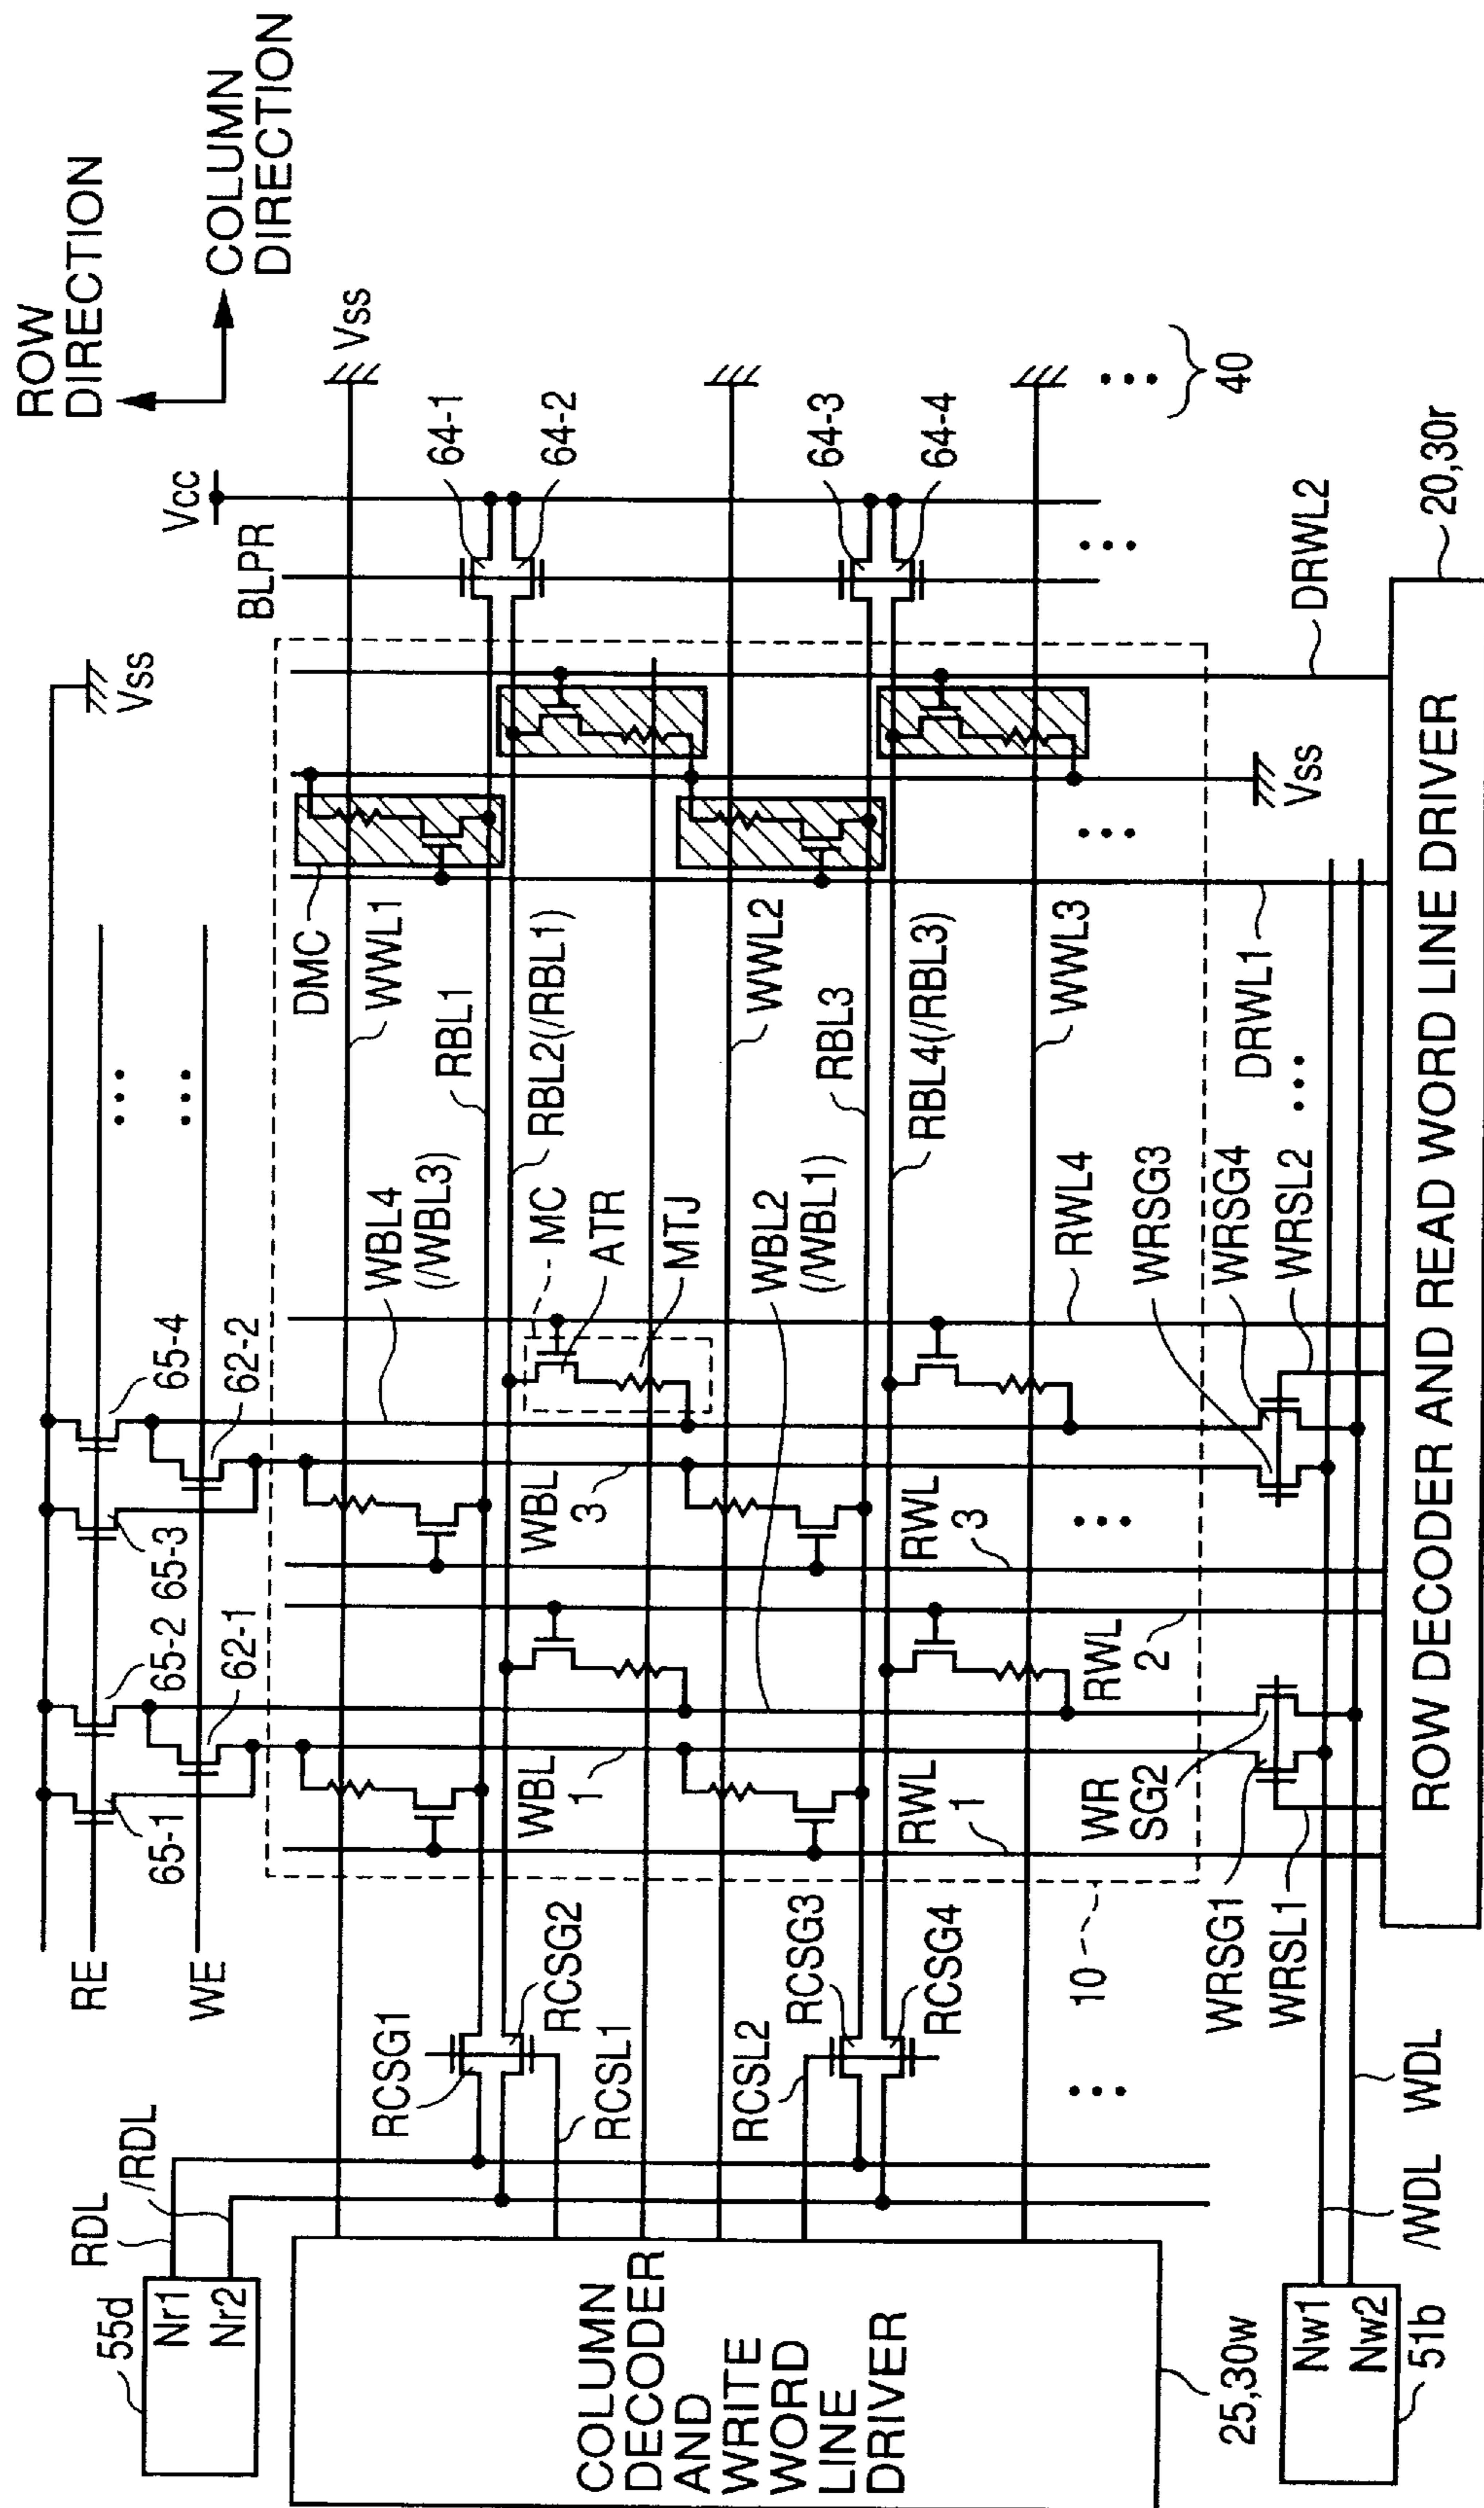 ROW
DIRECTION
COLUMN
DIRECTION
RDL
/RDL
55d
Nr1
Nr2
RE
WE
65-1
65-2
62-1
65-3
65-4
62-2
Vss
Vcc
BLPR
Vss
COLUMN
DECODER
AND
WRITE
WORD
LINE
DRIVER
25,30w
RCSG1
RCSG2
RCSL1
RCSL2
RCSG3
RCSG4
10
WBL
1
WBL
3
WBL4
(/WBL3)
DMC
WWL1
RBL1
RBL2(/RBL1)
MC
ATR
MTJ
WBL2
(/WBL1)
WWL2
RBL3
RBL4(/RBL3)
WWL3
64-1
64-2
64-3
64-4
40
RWL
1
RWL
2
RWL
3
RWL4
Vss
DRWL1
DRWL2
WR
SG2
WRSG1
WRSL1
WRSG3
WRSG4
WRSL2
20,30r
ROW DECODER AND READ WORD LINE DRIVER
Nw1
Nw2
51b
/WDL
WDL